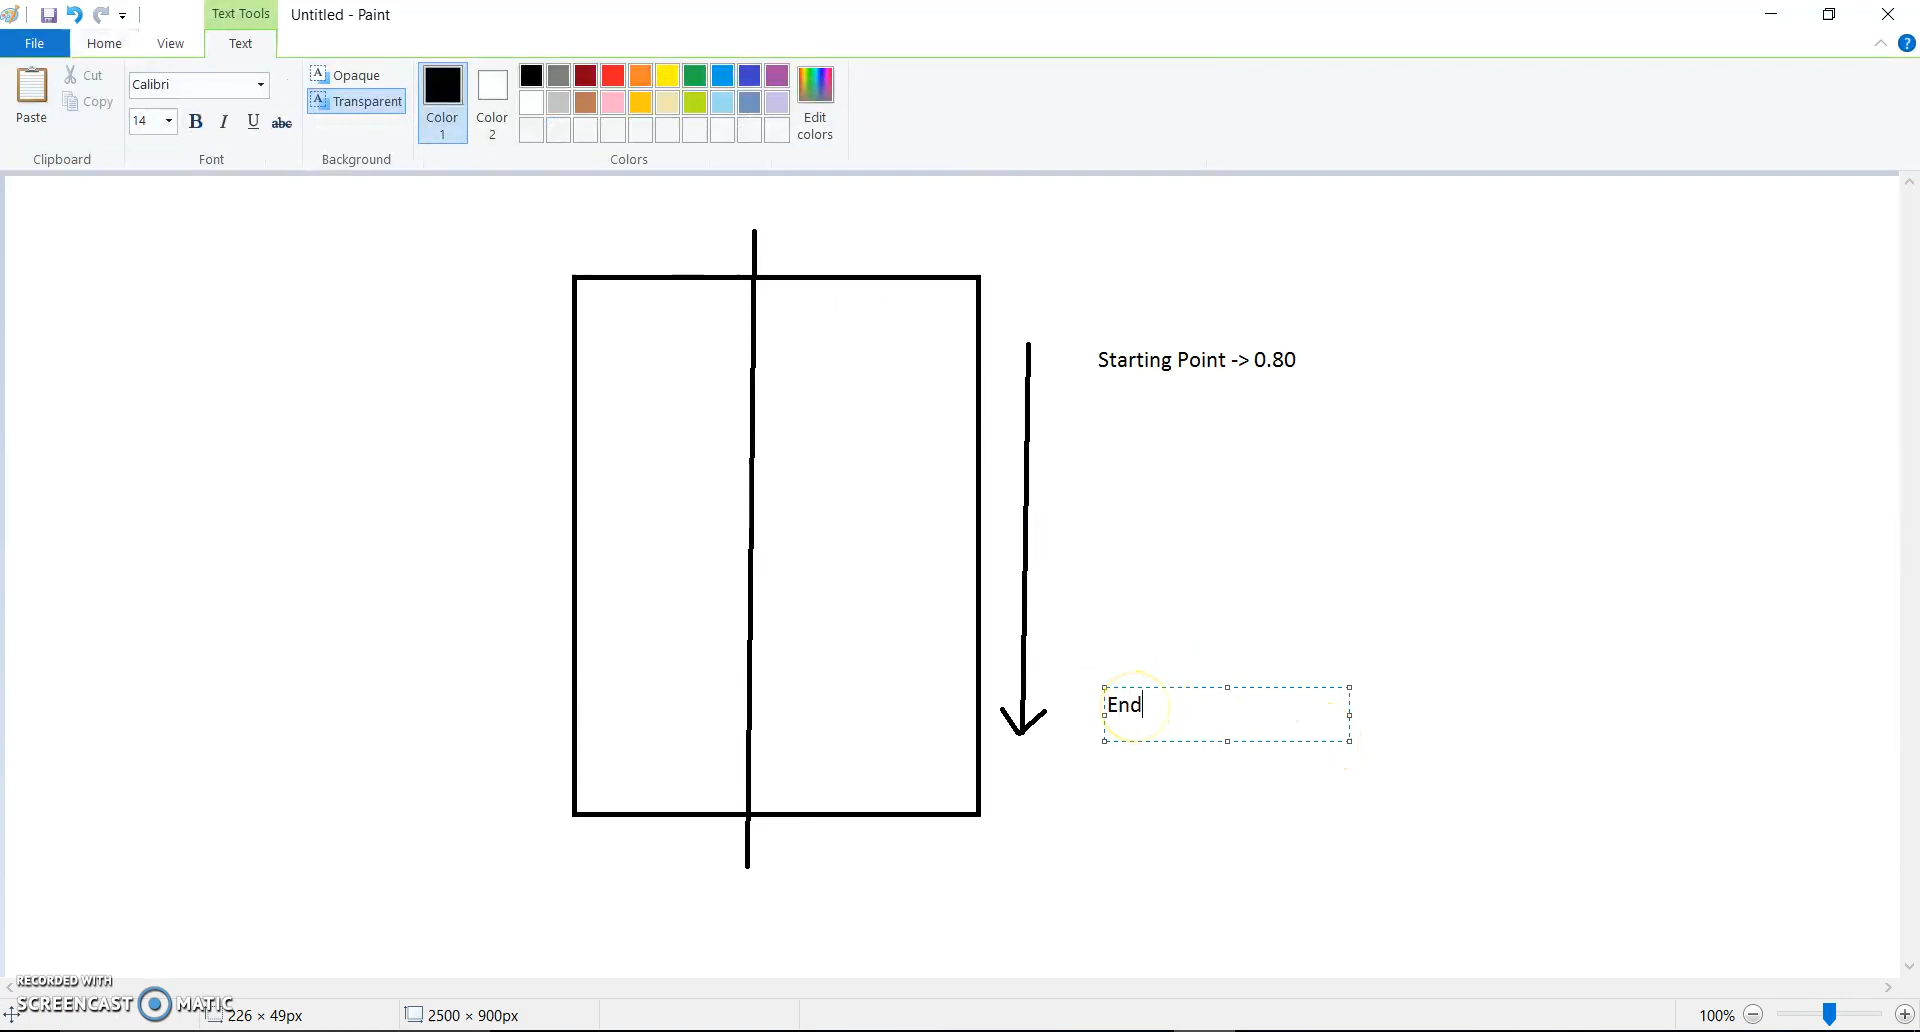 Text Tools
Untitled - Paint
File
Home
View
Text
Paste
Cut
Copy
Calibri
14
B I U abc
Opaque
Transparent
Color 1
Color 2
Edit colors
Clipboard
Font
Background
Colors
Starting Point -> 0.80
End
RECORDED WITH
SCREENCAST MATIC
226 × 49px
2500 × 900px
100%